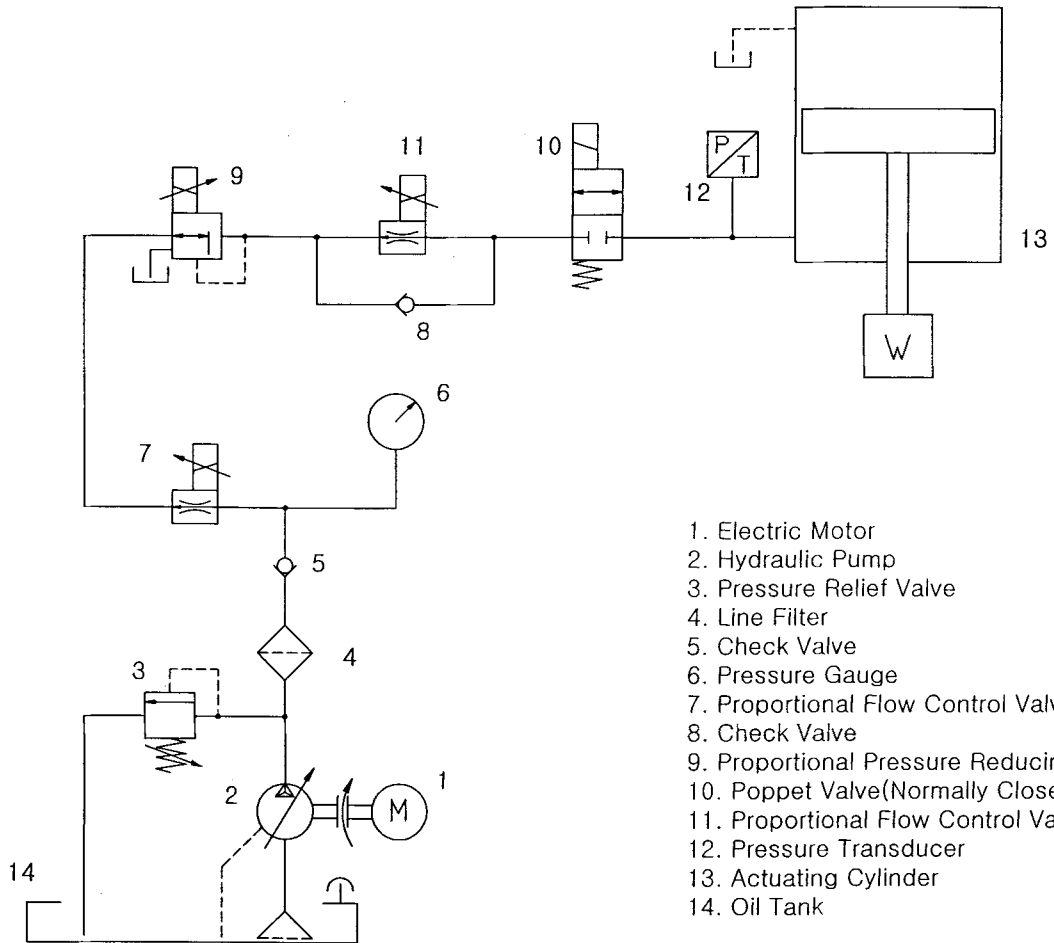 11
10
P
T
9
12
13
8
W
6
7
5
4
3
2
1
M
14
1. Electric Motor
2. Hydraulic Pump
3. Pressure Relief Valve
4. Line Filter
5. Check Valve
6. Pressure Gauge
7. Proportional Flow Control Valv
8. Check Valve
9. Proportional Pressure Reducin
10. Poppet Valve(Normally Close
11. Proportional Flow Control Va
12. Pressure Transducer
13. Actuating Cylinder
14. Oil Tank